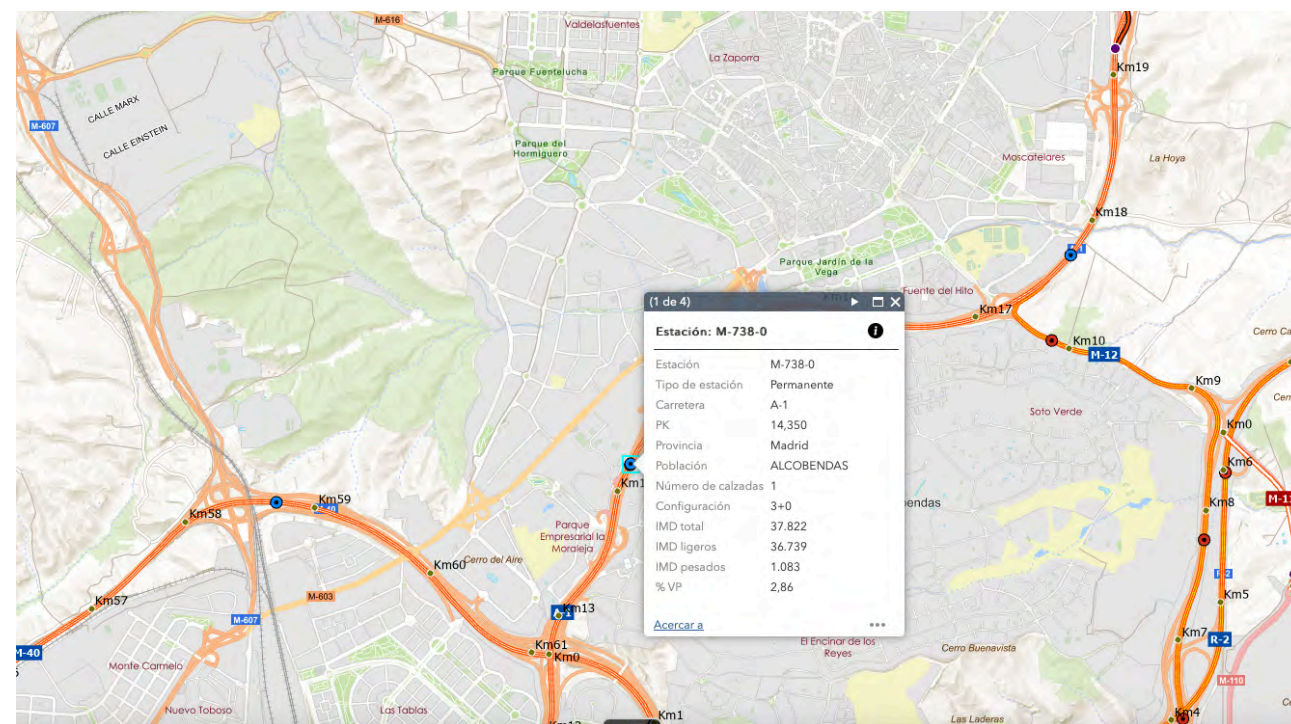 M-616
Valdelasfuentes
La Zaporra
Km19
Parque Fuentelucha
CALLE MARX
M-607
CALLE EINSTEIN
Parque del
Hormiguero
Moscatelares
La Hoya
Km18
Parque Jardín de la
Vega
Fuente del Hito
Km17
(1 de 4)
Estación: M-738-0
Estación M-738-0
Tipo de estación Permanente
Carretera A-1
PK 14,350
Provincia Madrid
Población ALCOBENDAS
Número de calzadas 1
Configuración 3+0
IMD total 37.822
IMD ligeros 36.739
IMD pesados 1.083
% VP 2,86
Acercar a
Km10
M-12
Cerro Ca
Km9
Soto Verde
Km0
Km6
endas
Km8
M-11
Km59
Km58
M-40
Km1
Parque
Empresarial la
Moraleja
Cerro del Aire
Km60
M-603
Km57
M-607
Km13
R-2
Km5
Km7
R-2
Km61
Km0
M-40
Monte Carmelo
El Encinar de los
Reyes
Cerro Buenavista
M-110
Nuevo Toboso
Las Tablas
Km1
Km4
Las Laderas